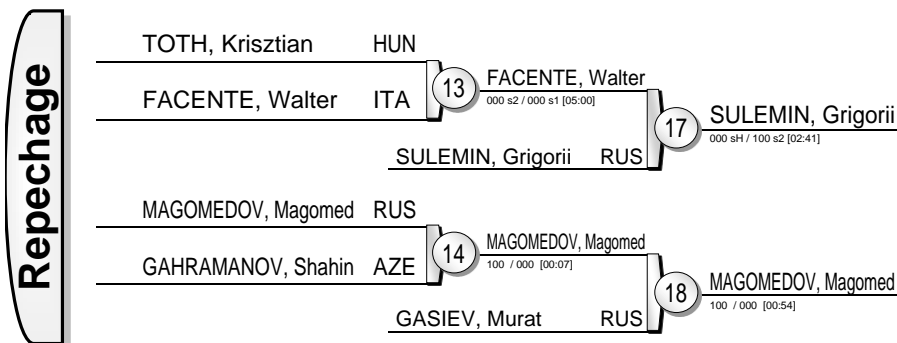 Repechage
TOTH, Krisztian HUN
FACENTE, Walter ITA
13
FACENTE, Walter
000 s2 / 000 s1 [05:00]
SULEMIN, Grigorii RUS
17
SULEMIN, Grigorii
000 sH / 100 s2 [02:41]
MAGOMEDOV, Magomed RUS
GAHRAMANOV, Shahin AZE
14
MAGOMEDOV, Magomed
100 / 000 [00:07]
GASIEV, Murat RUS
18
MAGOMEDOV, Magomed
100 / 000 [00:54]